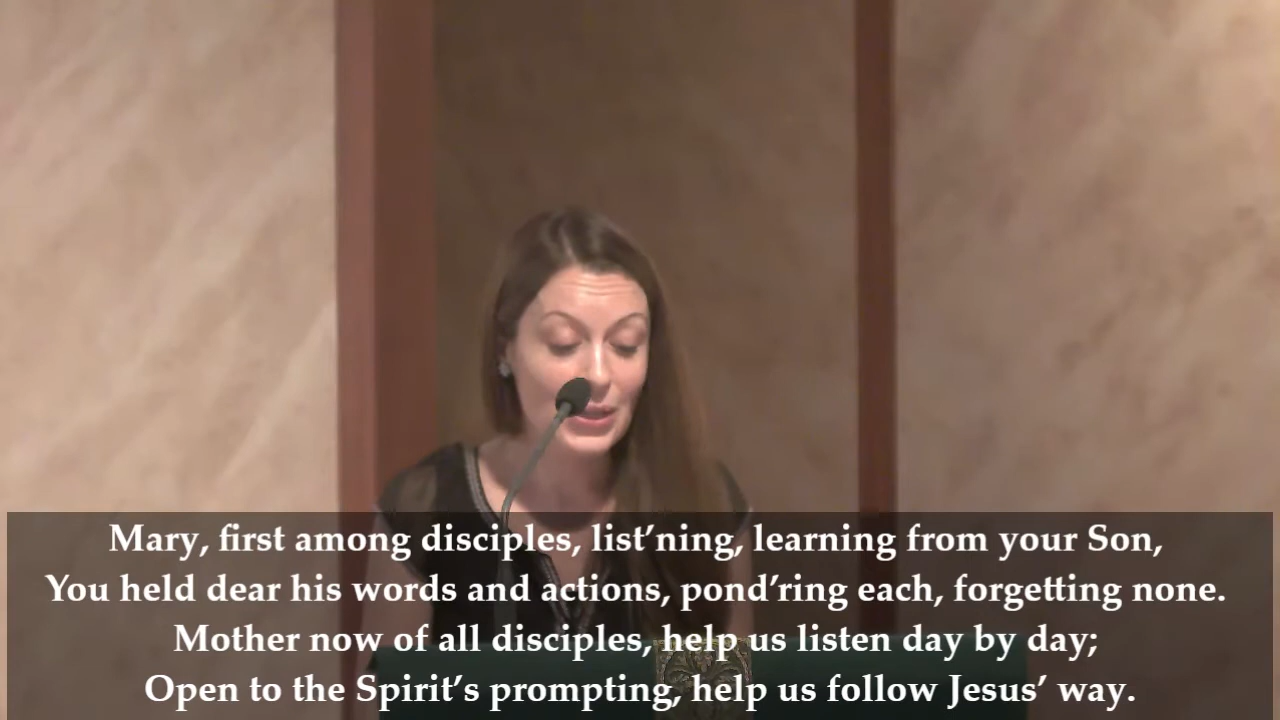 Mary, first among disciples, list’ning, learning from your Son,
You held dear his words and actions, pond’ring each, forgetting none.
Mother now of all disciples, help us listen day by day;
Open to the Spirit’s prompting, help us follow Jesus’ way.